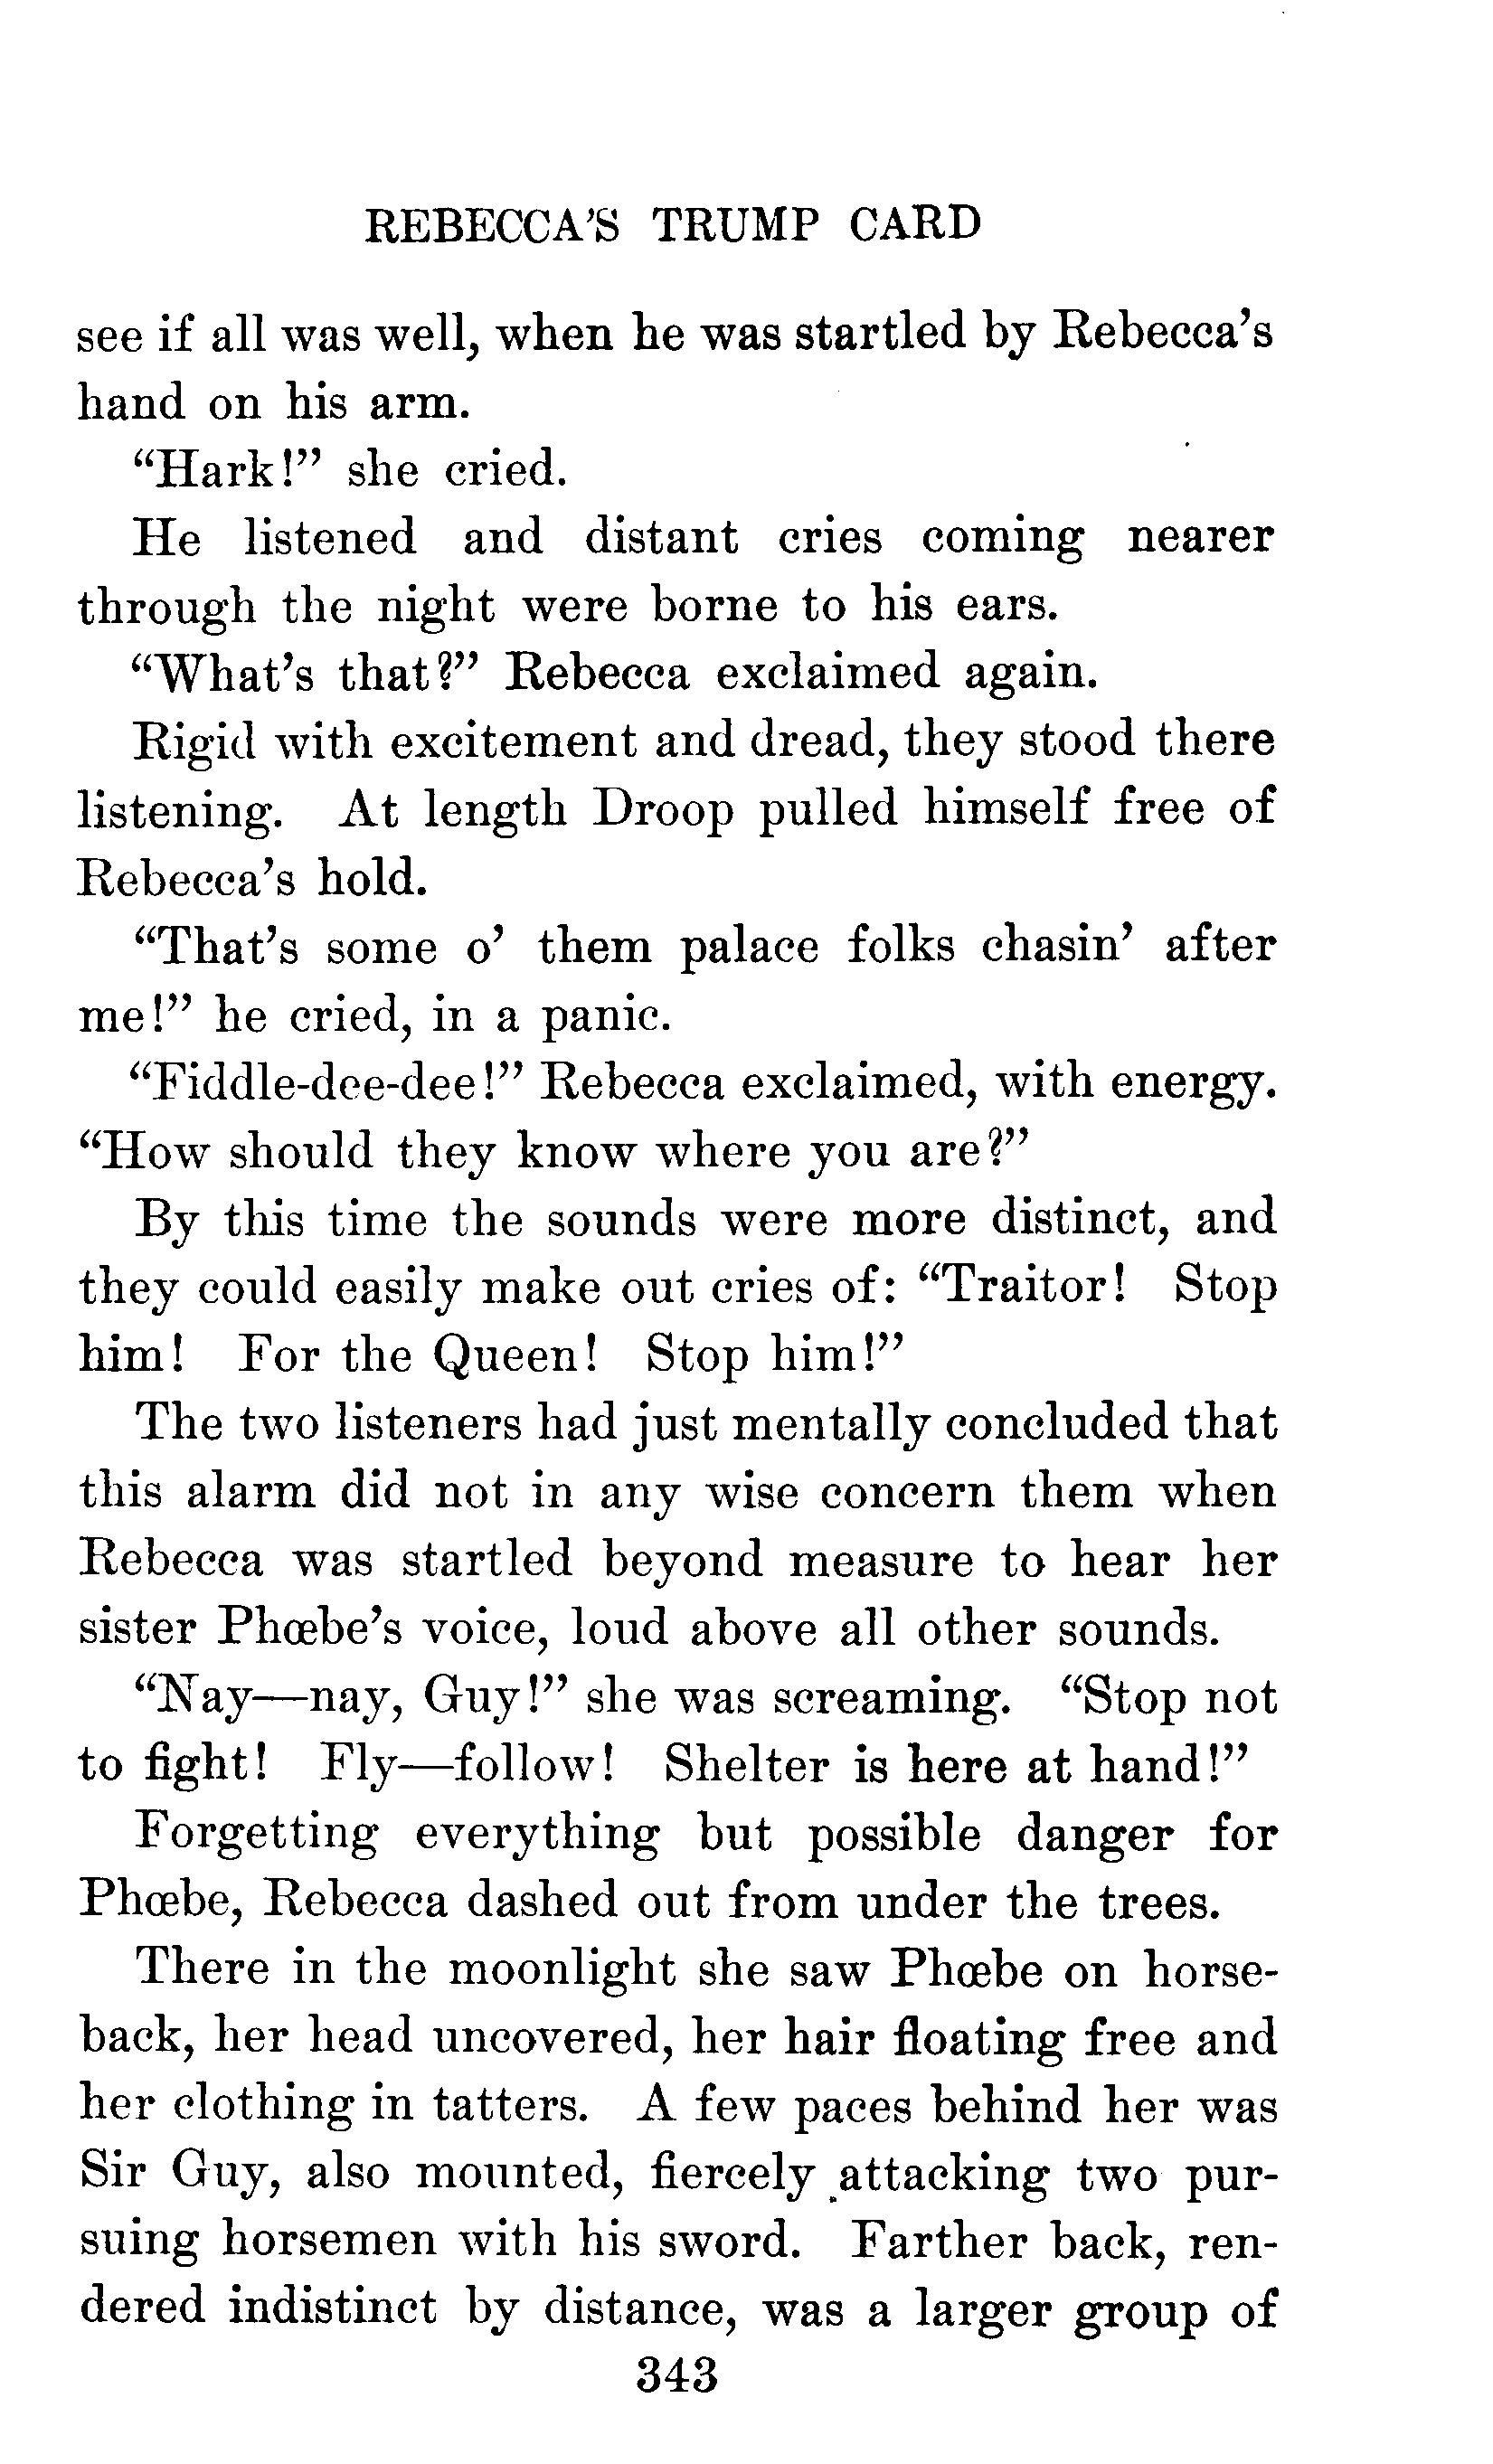 REBECCA'S TRUMP CARD
see if all was well, when he was startled by Rebecca's
hand on his arm.
“Hark!” she cried.
He listened and distant cries coming nearer
through the night were borne to his ears.
“What's that?” Rebecca exclaimed again.
Rigid with excitement and dread, they stood there
listening. At length Droop pulled himself free of
Rebecca's hold.
“That's some o' them palace folks chasin' after
me!” he cried, in a panic.
“Fiddle-dee-dee!” Rebecca exclaimed, with energy.
“How should they know where you are?”
By this time the sounds were more distinct, and
they could easily make out cries of: “Traitor! Stop
him! For the Queen! Stop him!”
The two listeners had just mentally concluded that
this alarm did not in any wise concern them when
Rebecca was startled beyond measure to hear her
sister Phœbe's voice, loud above all other sounds.
“Nay—nay, Guy!” she was screaming. “Stop not
to fight! Fly—follow! Shelter is here at hand!”
Forgetting everything but possible danger for
Phœbe, Rebecca dashed out from under the trees.
There in the moonlight she saw Phœbe on horse-
back, her head uncovered, her hair floating free and
her clothing in tatters. A few paces behind her was
Sir Guy, also mounted, fiercely attacking two pur-
suing horsemen with his sword. Farther back, ren-
dered indistinct by distance, was a larger group of
343